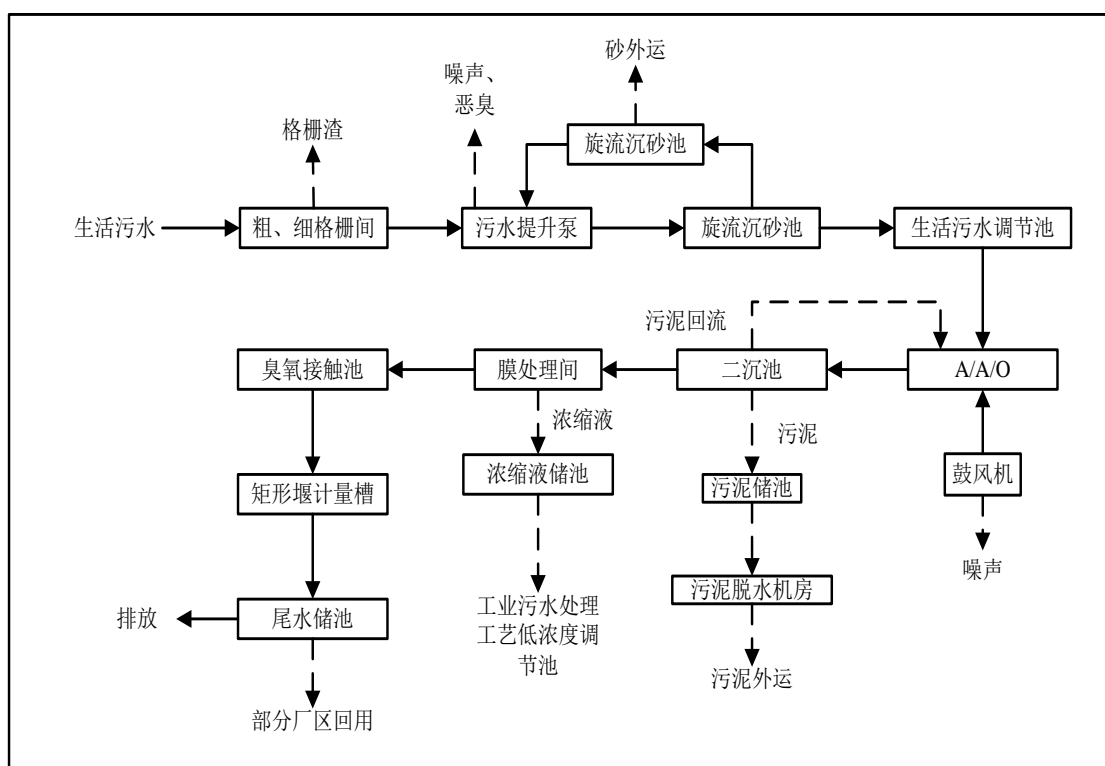 砂外运
噪声、
恶臭
格栅渣
旋流沉砂池
生活污水
粗、细格栅间
污水提升泵
旋流沉砂池
生活污水调节池
污泥回流
臭氧接触池
膜处理间
二沉池
A/A/O
浓缩液
污泥
矩形堰计量槽
浓缩液储池
污泥储池
鼓风机
噪声
污泥脱水机房
排放
尾水储池
工业污水处理
工艺低浓度调
节池
污泥外运
部分厂区回用